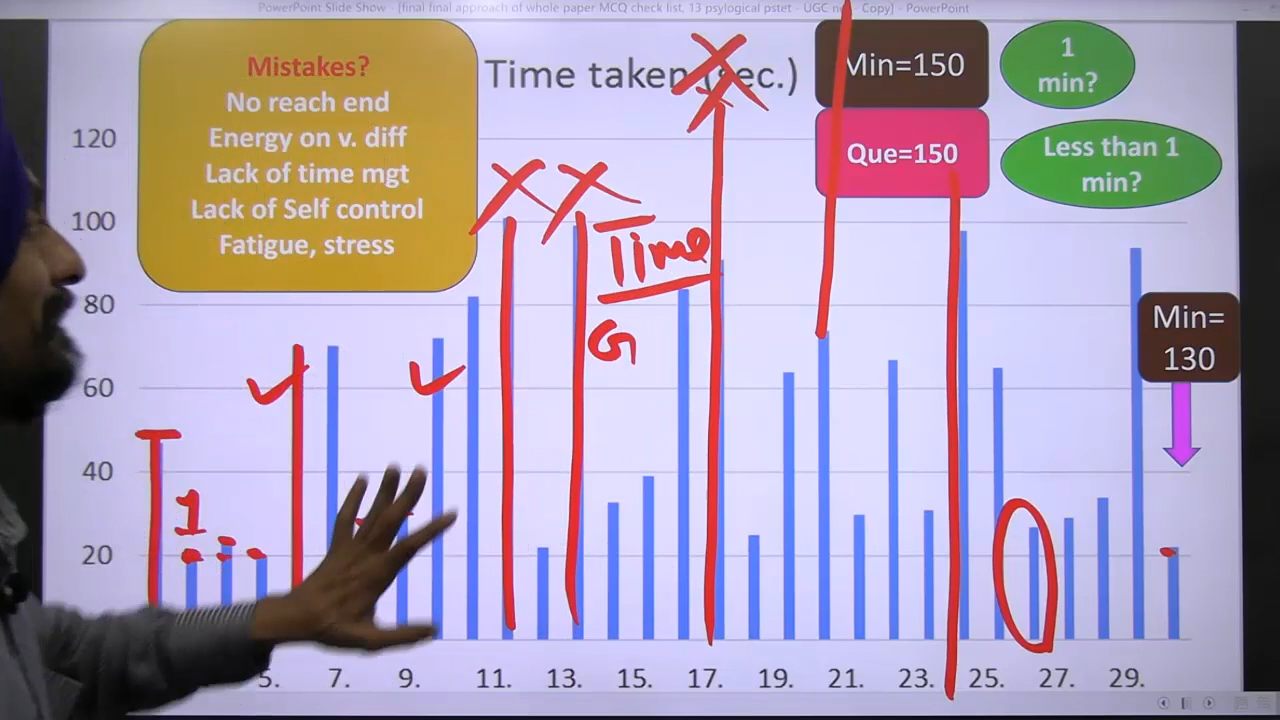 PowerPoint Slide Show - [final final approach of whole paper MCQ check list, 13 psylogical pstet - UGC n Copy] - PowerPoint
Mistakes?
No reach end
Energy on v. diff
Lack of time mgt
Lack of Self control
Fatigue, stress
Time taken (sec.)
Min=150
1
min?
Que=150
Less than 1
min?
120
100
80
60
40
20
Time
G
1
Min=
130
5. 7. 9. 11. 13. 15. 17. 19. 21. 23. 25. 27. 29.